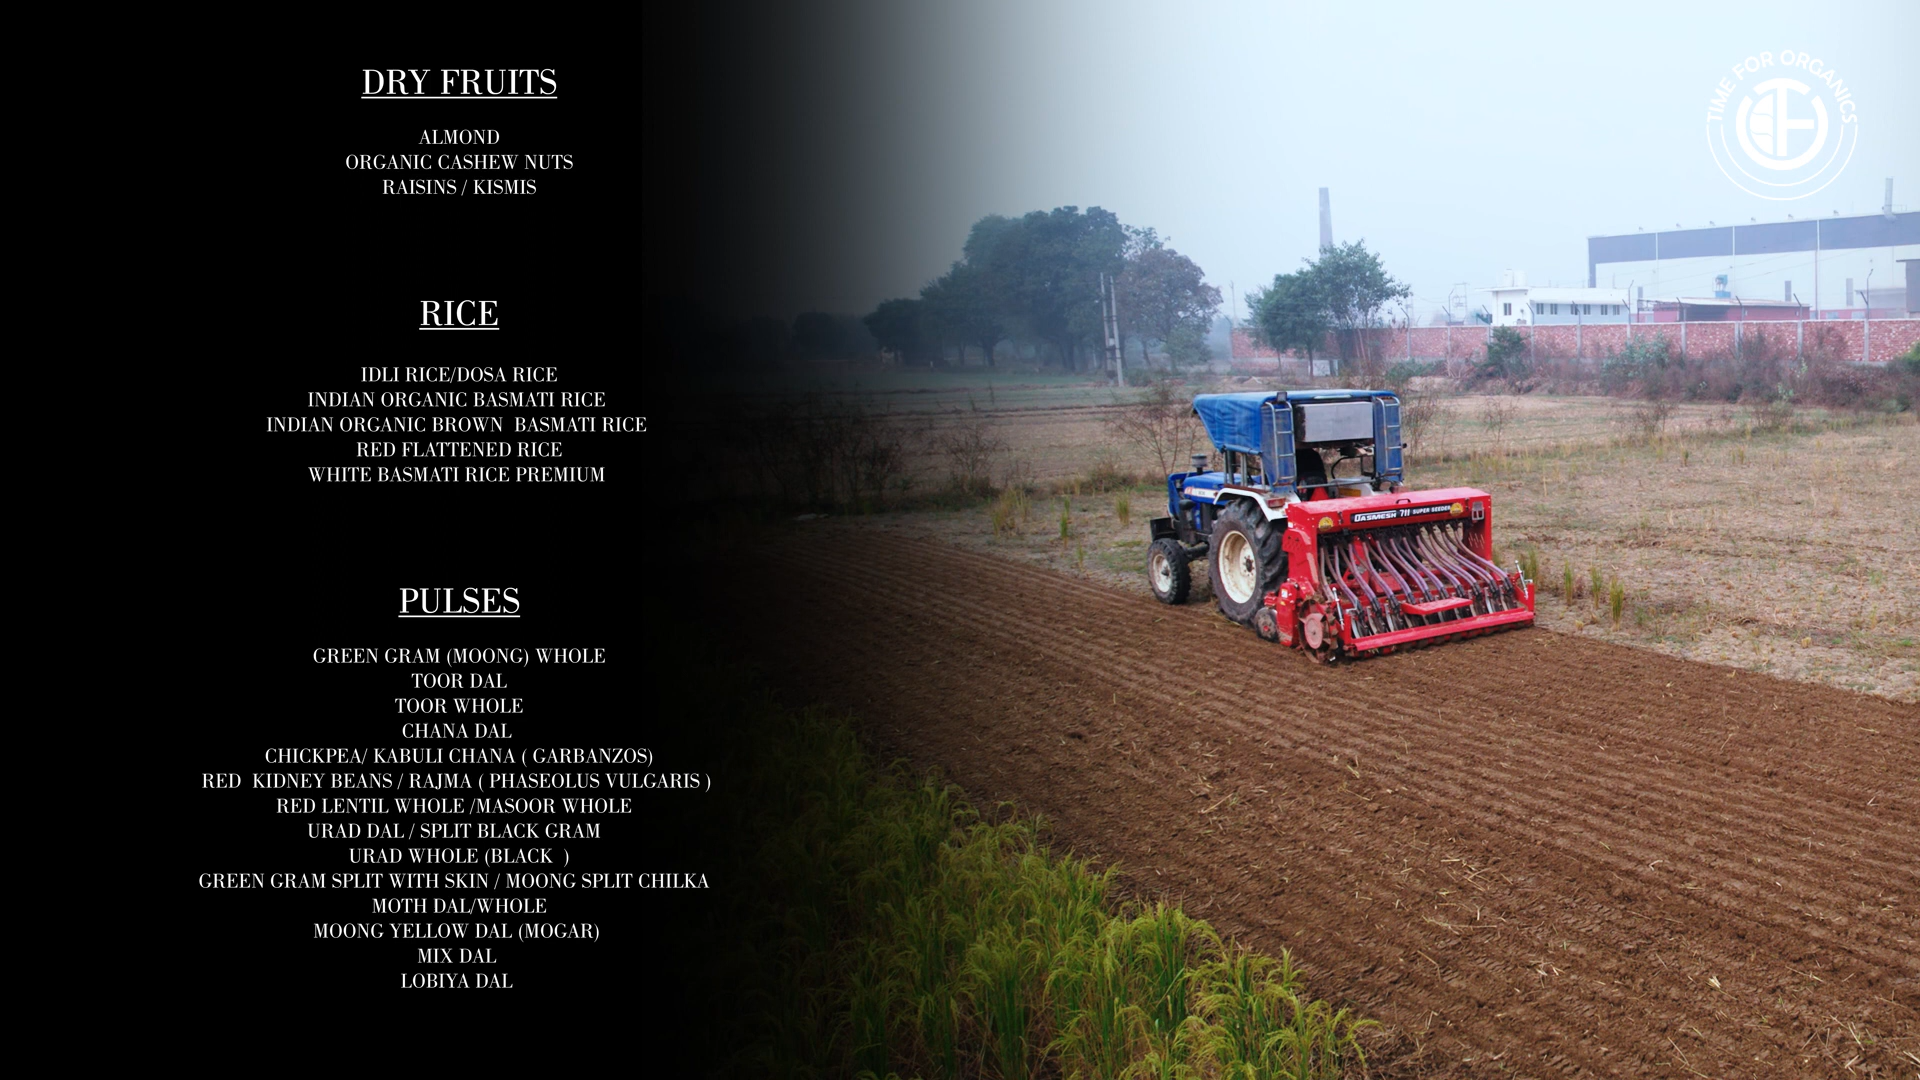 DRY FRUITS
ALMOND
ORGANIC CASHEW NUTS
RAISINS / KISMIS
RICE
IDLI RICE/DOSA RICE
INDIAN ORGANIC BASMATI RICE
INDIAN ORGANIC BROWN  BASMATI RICE
RED FLATTENED RICE
WHITE BASMATI RICE PREMIUM
PULSES
GREEN GRAM (MOONG) WHOLE
TOOR DAL
TOOR WHOLE
CHANA DAL
CHICKPEA/ KABULI CHANA ( GARBANZOS)
RED  KIDNEY BEANS / RAJMA ( PHASEOLUS VULGARIS )
RED LENTIL WHOLE /MASOOR WHOLE
URAD DAL / SPLIT BLACK GRAM
URAD WHOLE (BLACK  )
GREEN GRAM SPLIT WITH SKIN / MOONG SPLIT CHILKA
MOTH DAL/WHOLE
MOONG YELLOW DAL (MOGAR)
MIX DAL
LOBIYA DAL
TIME FOR ORGANICS
DASMESH 711 SUPER SEEDER